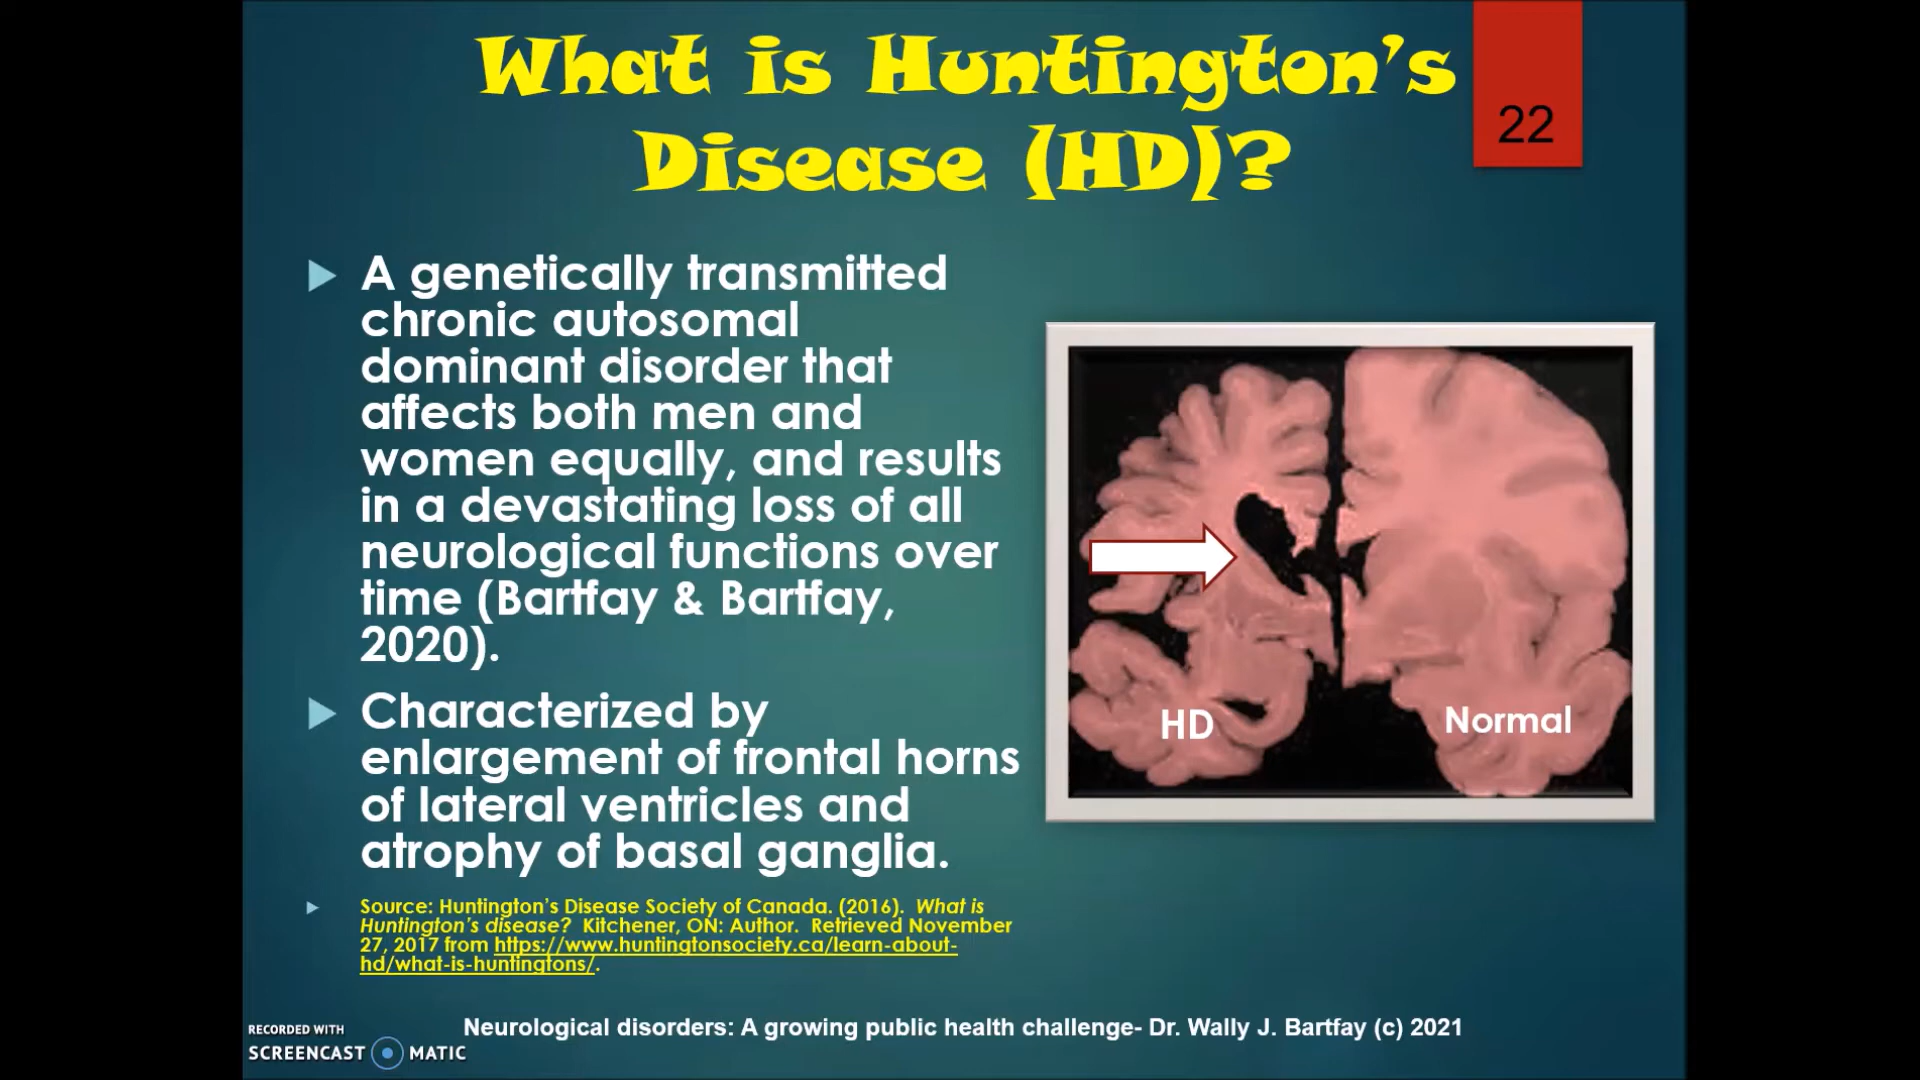 What is Huntington's
Disease (HD)?
22
A genetically transmitted
chronic autosomal
dominant disorder that
affects both men and
women equally, and results
in a devastating loss of all
neurological functions over
time (Bartfay & Bartfay,
2020).
Characterized by
enlargement of frontal horns
of lateral ventricles and
atrophy of basal ganglia.
Source: Huntington's Disease Society of Canada. (2016). What is
Huntington's disease? Kitchener, ON: Author. Retrieved November
27, 2017 from https://www.huntingtonsociety.ca/learn-about-
hd/what-is-huntingtons/.
HD
Normal
Neurological disorders: A growing public health challenge- Dr. Wally J. Bartfay (c) 2021
RECORDED WITH
SCREENCAST MATIC